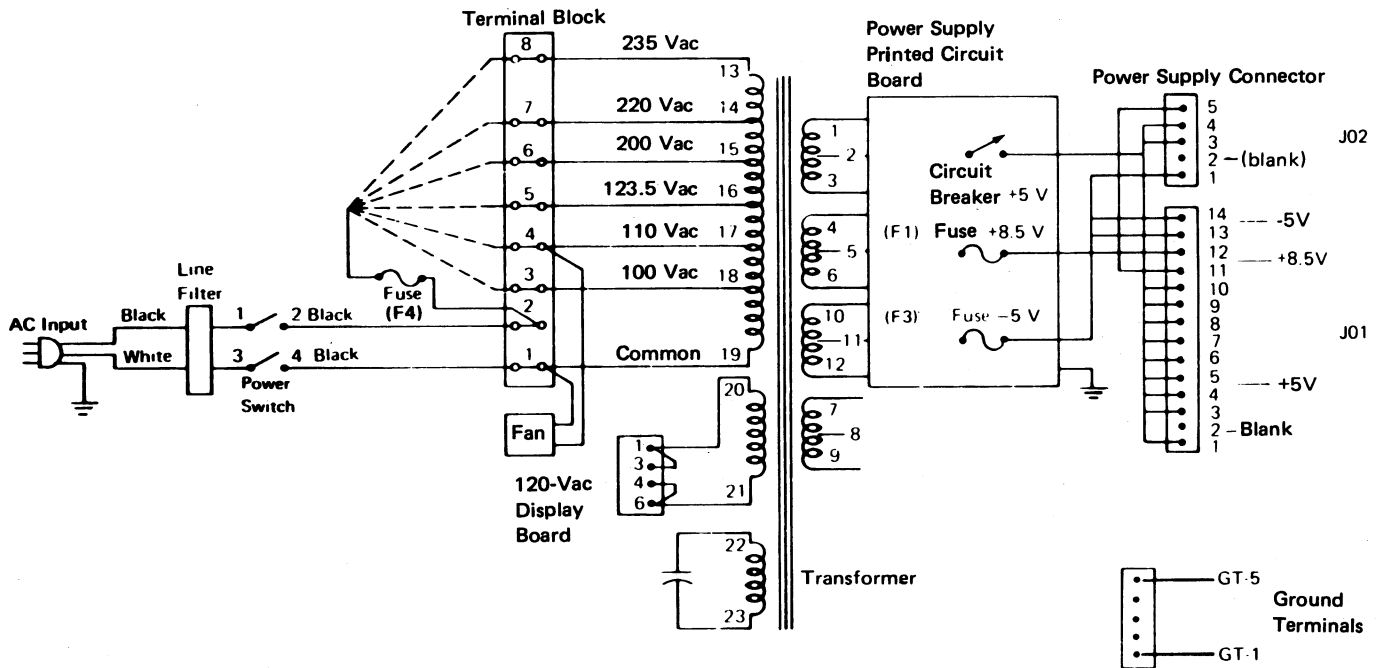 Terminal Block
8
235 Vac
7
220 Vac
6
200 Vac
5
123.5 Vac
4
110 Vac
3
100 Vac
2
1
Common
13
14
15
16
17
18
19
20
21
22
23
Line
Filter
AC Input
Black
White
1
2 Black
3
4
Black
Power
Switch
Fuse
(F4)
Fan
1
3
4
6
120-Vac
Display
Board
Transformer
1
2
3
4
5
6
10
11
12
7
8
9
Power Supply
Printed Circuit
Board
Circuit
Breaker +5 V
(F1) Fuse +8.5 V
(F3) Fuse -5 V
Power Supply Connector
5
4
3
2 - (blank)
1
J02
14 -5V
13
12 +8.5V
11
10
9
8
7
6
5 +5V
4
3
2 - Blank
1
J01
GT-5
Ground
Terminals
GT-1